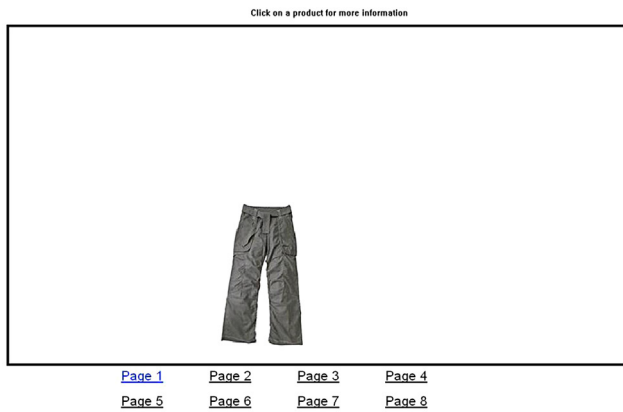 Click on a product for more information
Page 1 Page 2 Page 3 Page 4
Page 5 Page 6 Page 7 Page 8